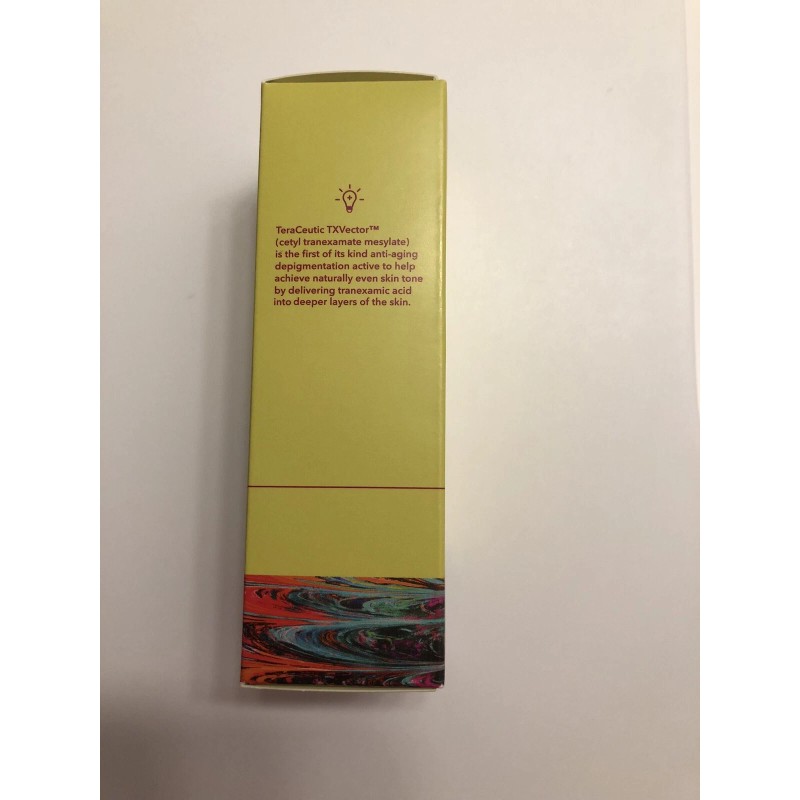 TeraCeutic TXVector™
(cetyl tranexamate mesylate)
is the first of its kind anti-aging
depigmentation active to help
achieve naturally even skin tone
by delivering tranexamic acid
into deeper layers of the skin.